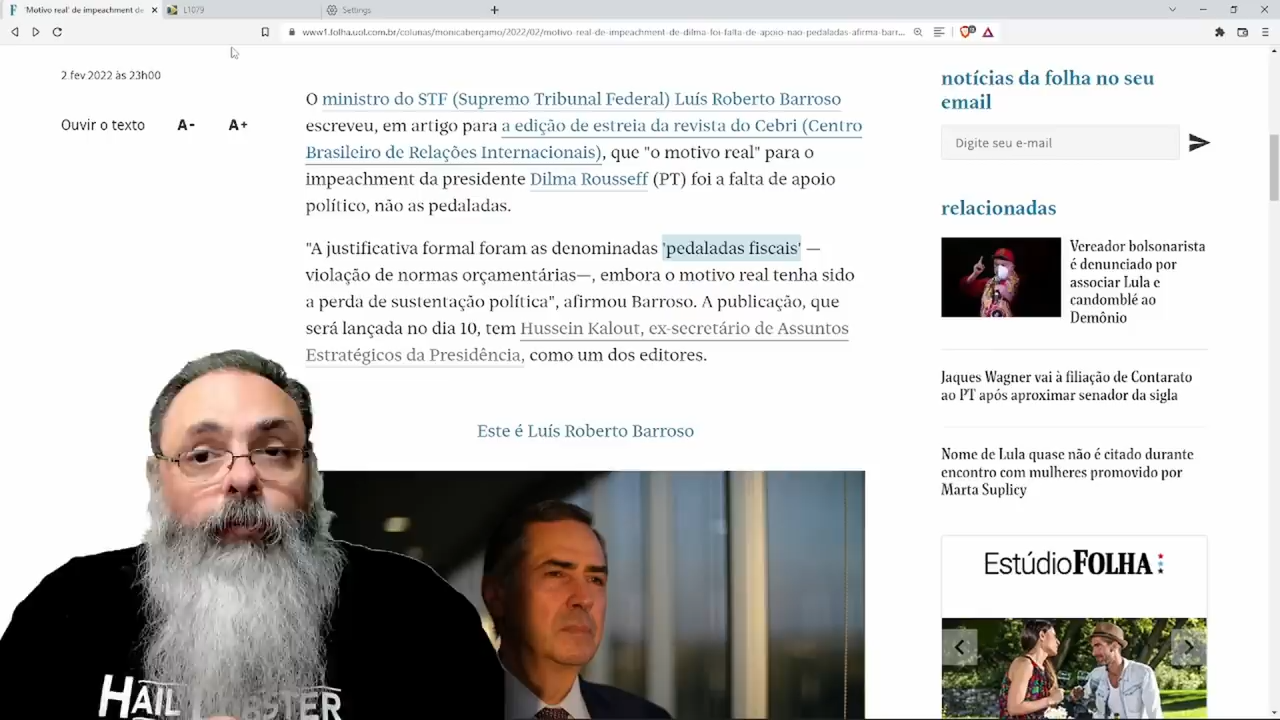 'Motivo real' de impeachment de
L1079
Settings
www1.folha.uol.com.br/colunas/monicabergamo/2022/02/motivo-real-de-impeachment-de-dilma-foi-falta-de-apoio-nao-pedaladas-afirma-barr...
2.fev.2022 às 23h00
Ouvir o texto A- A+
O ministro do STF (Supremo Tribunal Federal) Luís Roberto Barroso
escreveu, em artigo para a edição de estreia da revista do Cebri (Centro
Brasileiro de Relações Internacionais), que "o motivo real" para o
impeachment da presidente Dilma Rousseff (PT) foi a falta de apoio
político, não as pedaladas.
"A justificativa formal foram as denominadas 'pedaladas fiscais' —
violação de normas orçamentárias—, embora o motivo real tenha sido
a perda de sustentação política", afirmou Barroso. A publicação, que
será lançada no dia 10, tem Hussein Kalout, ex-secretário de Assuntos
Estratégicos da Presidência, como um dos editores.
Este é Luís Roberto Barroso
notícias da folha no seu
email
Digite seu e-mail
relacionadas
Vereador bolsonarista
é denunciado por
associar Lula e
candomblé ao
Demônio
Jaques Wagner vai à filiação de Contarato
ao PT após aproximar senador da sigla
Nome de Lula quase não é citado durante
encontro com mulheres promovido por
Marta Suplicy
EstúdioFOLHA
HAIL